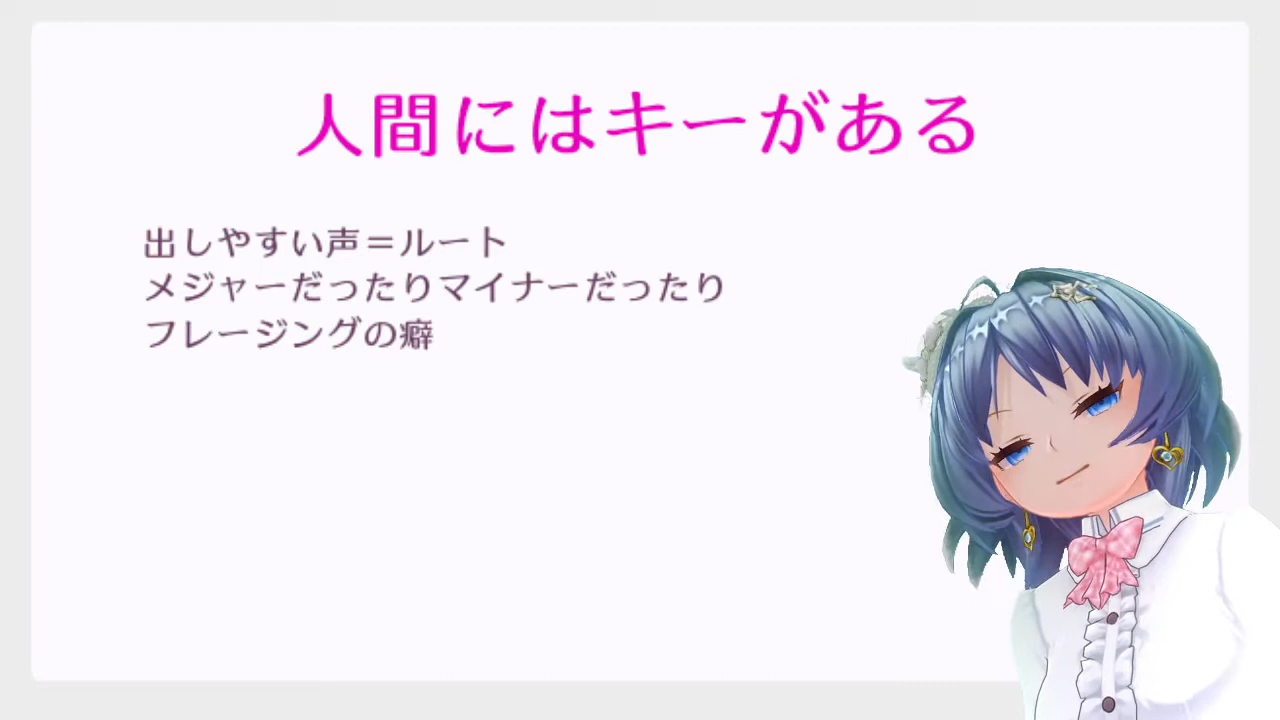 人間にはキーがある
出しやすい声＝ルート
メジャーだったりマイナーだったり
フレージングの癖